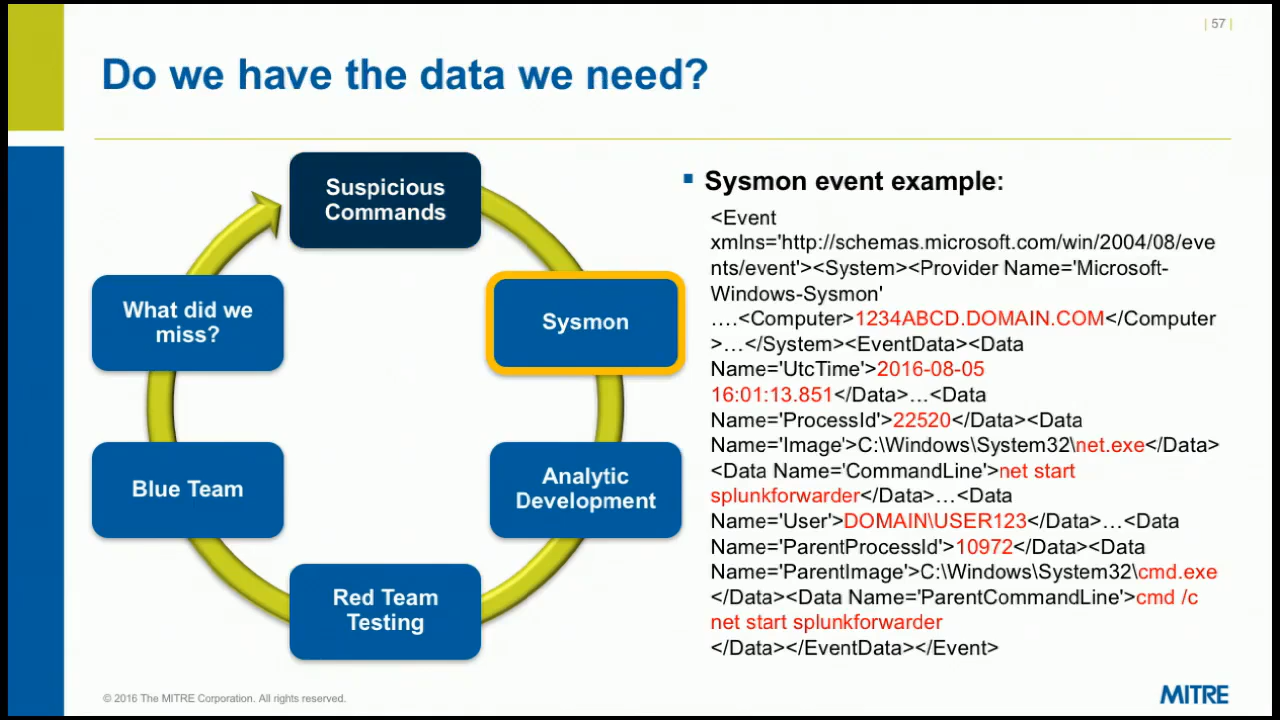 | 57 |
Do we have the data we need?
Suspicious
Commands
What did we
miss?
Sysmon
Blue Team
Analytic
Development
Red Team
Testing
Sysmon event example:
<Event
xmlns='http://schemas.microsoft.com/win/2004/08/eve
nts/event'><System><Provider Name='Microsoft-
Windows-Sysmon'
….<Computer>1234ABCD.DOMAIN.COM</Computer
>…</System><EventData><Data
Name='UtcTime'>2016-08-05
16:01:13.851</Data>…<Data
Name='ProcessId'>22520</Data><Data
Name='Image'>C:\Windows\System32\net.exe</Data>
<Data Name='CommandLine'>net start
splunkforwarder</Data>…<Data
Name='User'>DOMAIN\USER123</Data>…<Data
Name='ParentProcessId'>10972</Data><Data
Name='ParentImage'>C:\Windows\System32\cmd.exe
</Data><Data Name='ParentCommandLine'>cmd /c
net start splunkforwarder
</Data></EventData></Event>
© 2016 The MITRE Corporation. All rights reserved.
MITRE